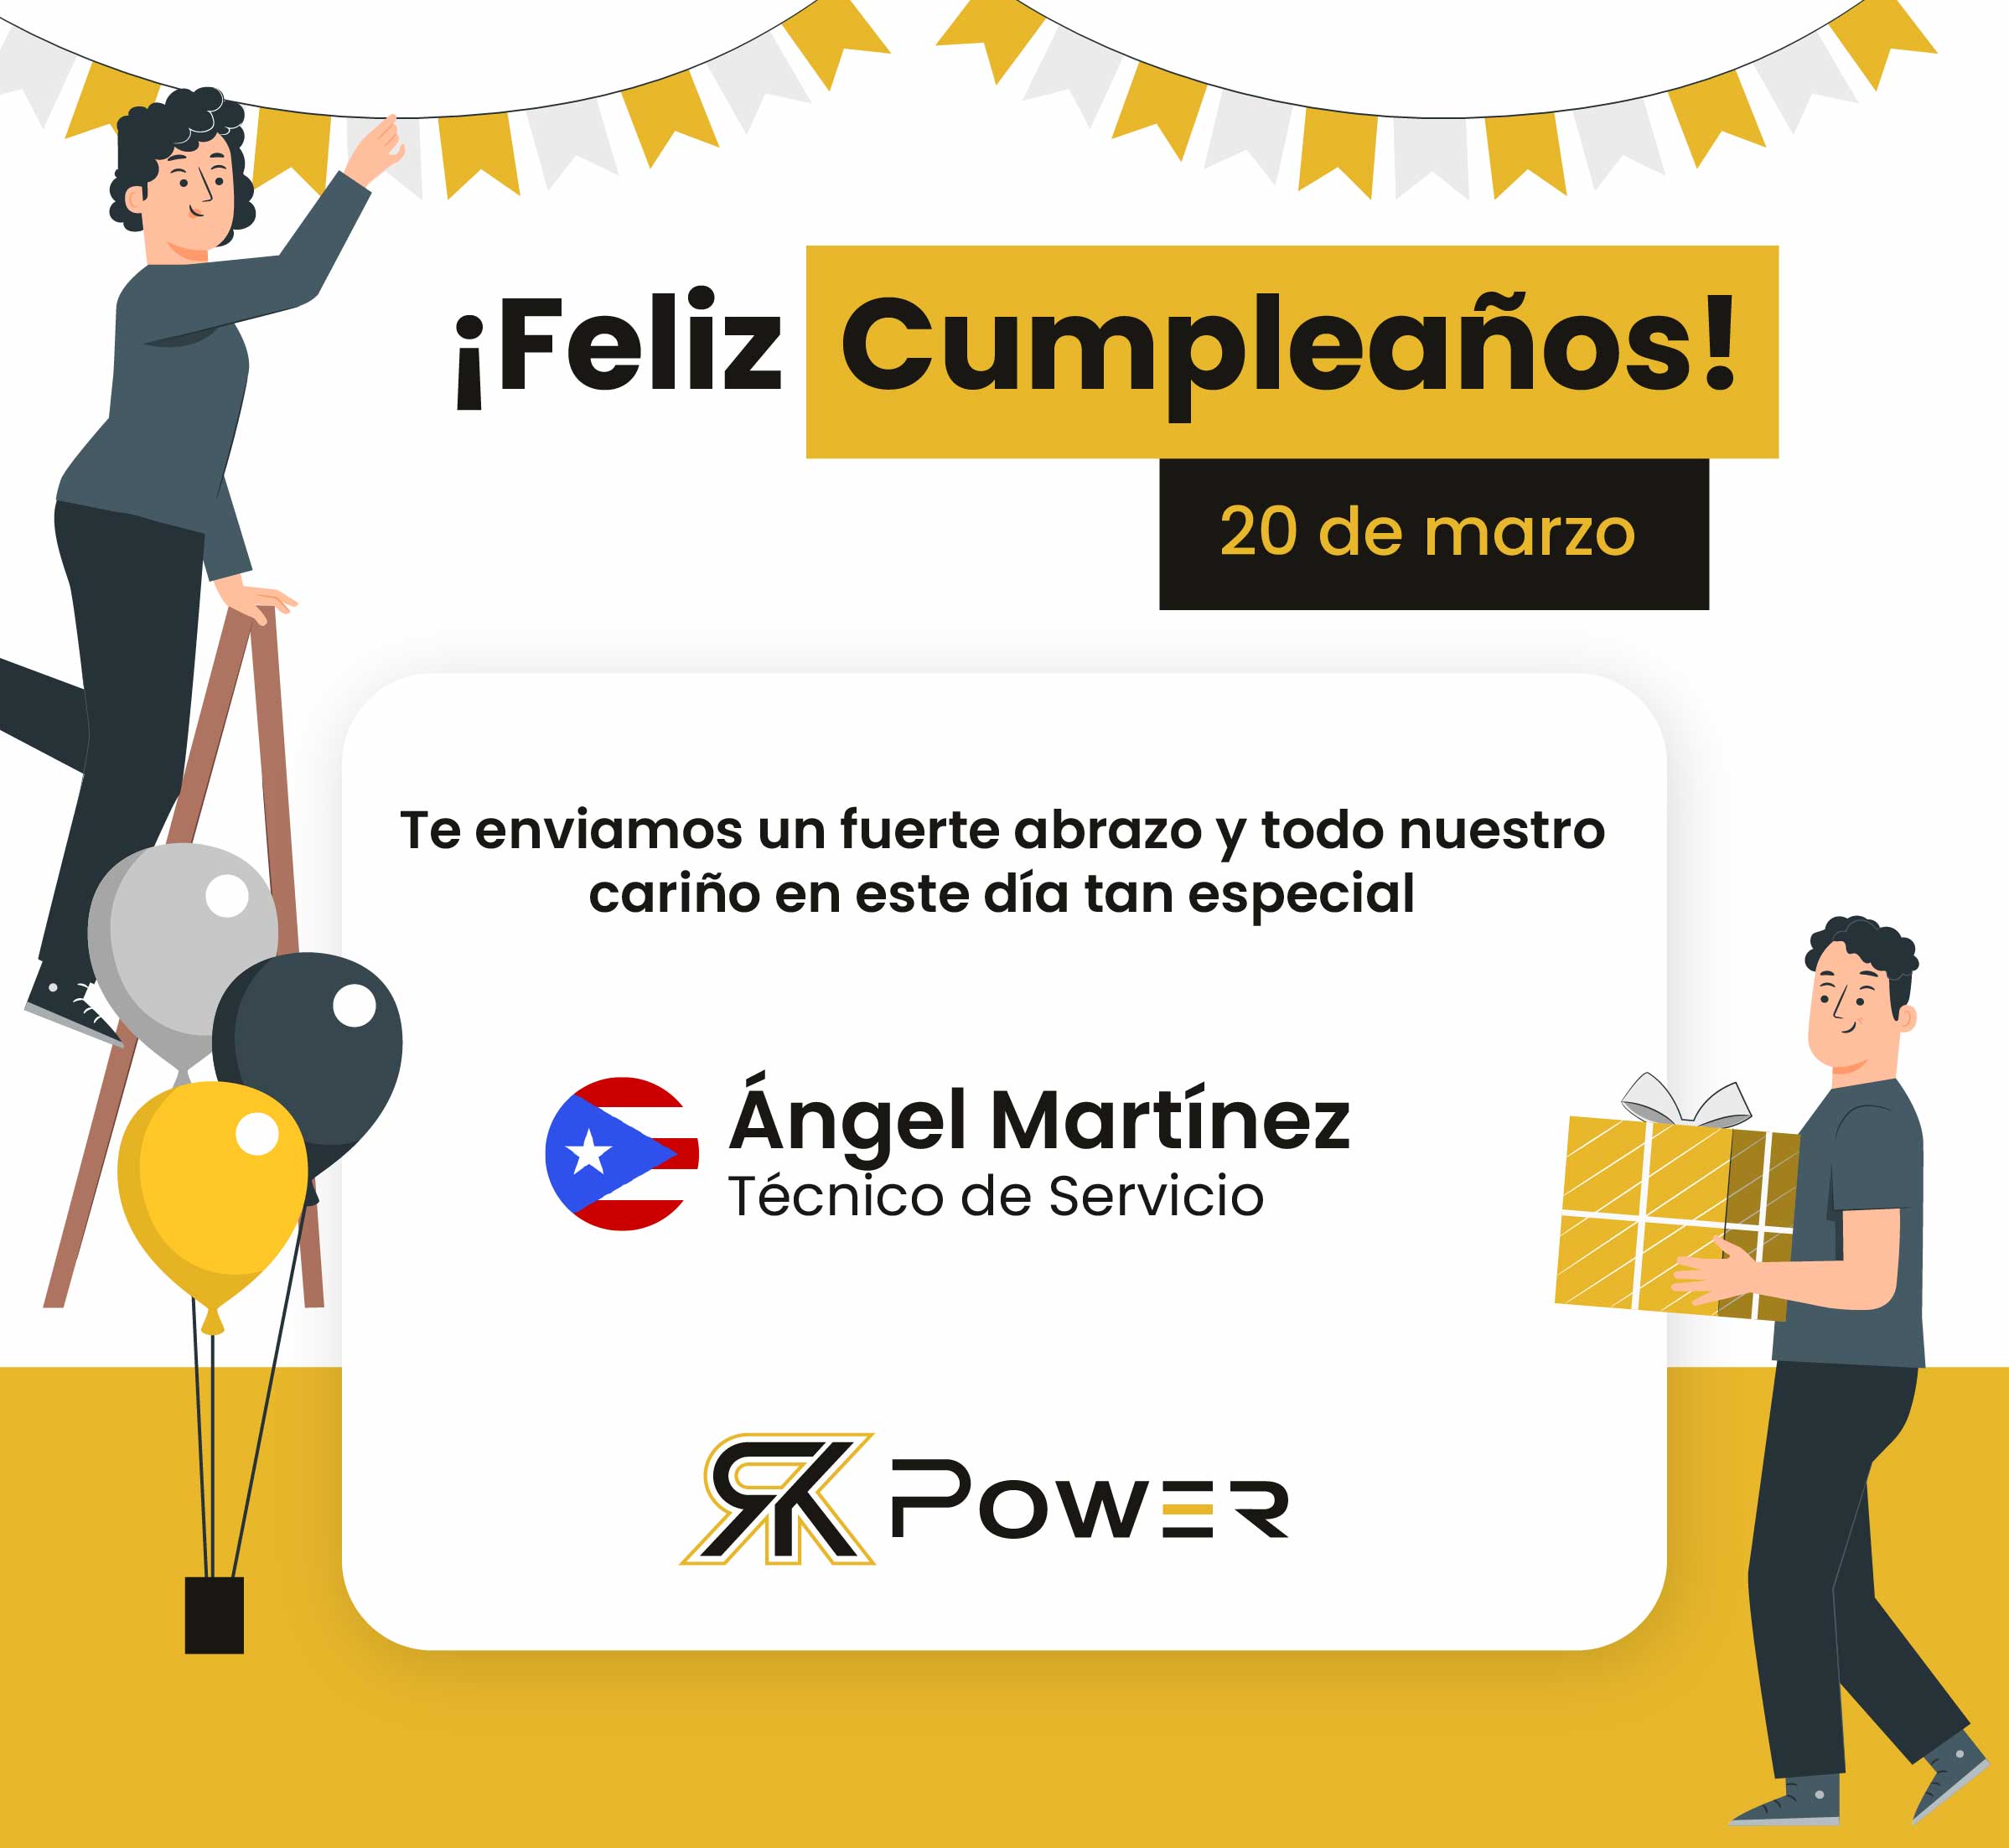 ¡Feliz Cumpleaños!
20 de marzo
Te enviamos un fuerte abrazo y todo nuestro
cariño en este día tan especial
Ángel Martínez
Técnico de Servicio
RK Power